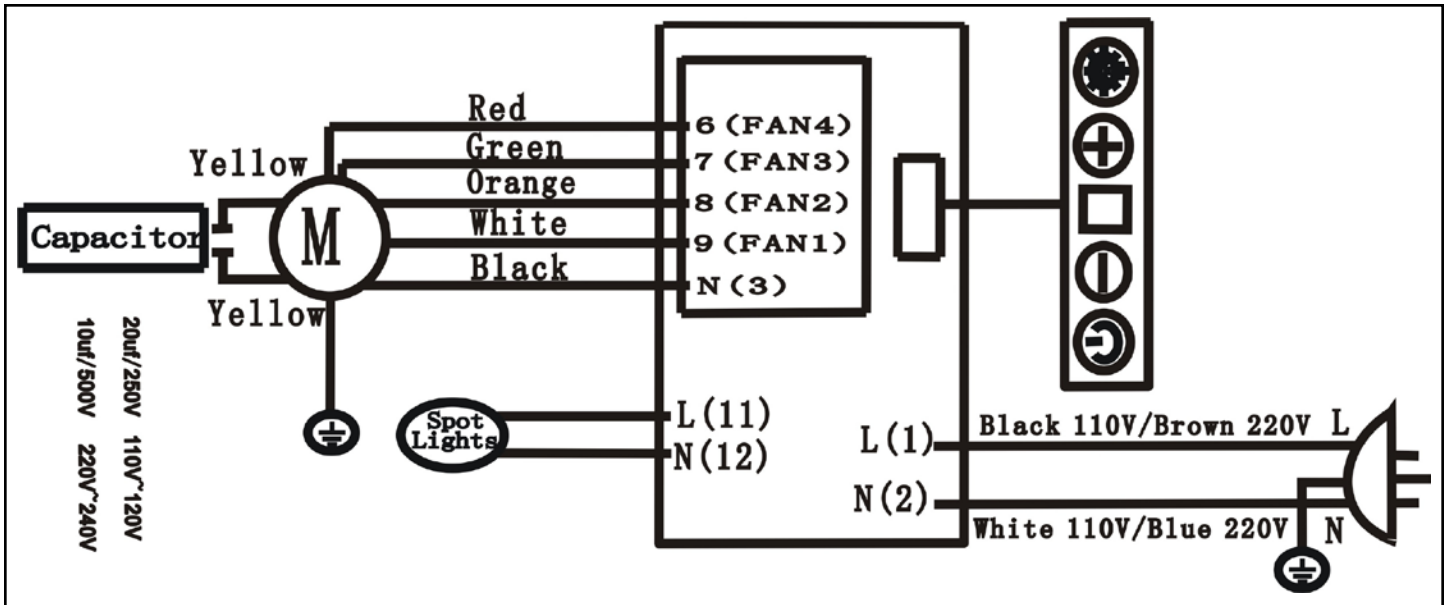 Red
6(FAN4)
Green
7(FAN3)
Yellow
Orange
8(FAN2)
Capacitor
M
White
9(FAN1)
Black
N(3)
Yellow
20uf/250V 110V~120V
10uf/500V 220V~240V
Spot
Lights
L(11)
N(12)
L(1)
Black 110V/Brown 220V
L
N(2)
White 110V/Blue 220V
N